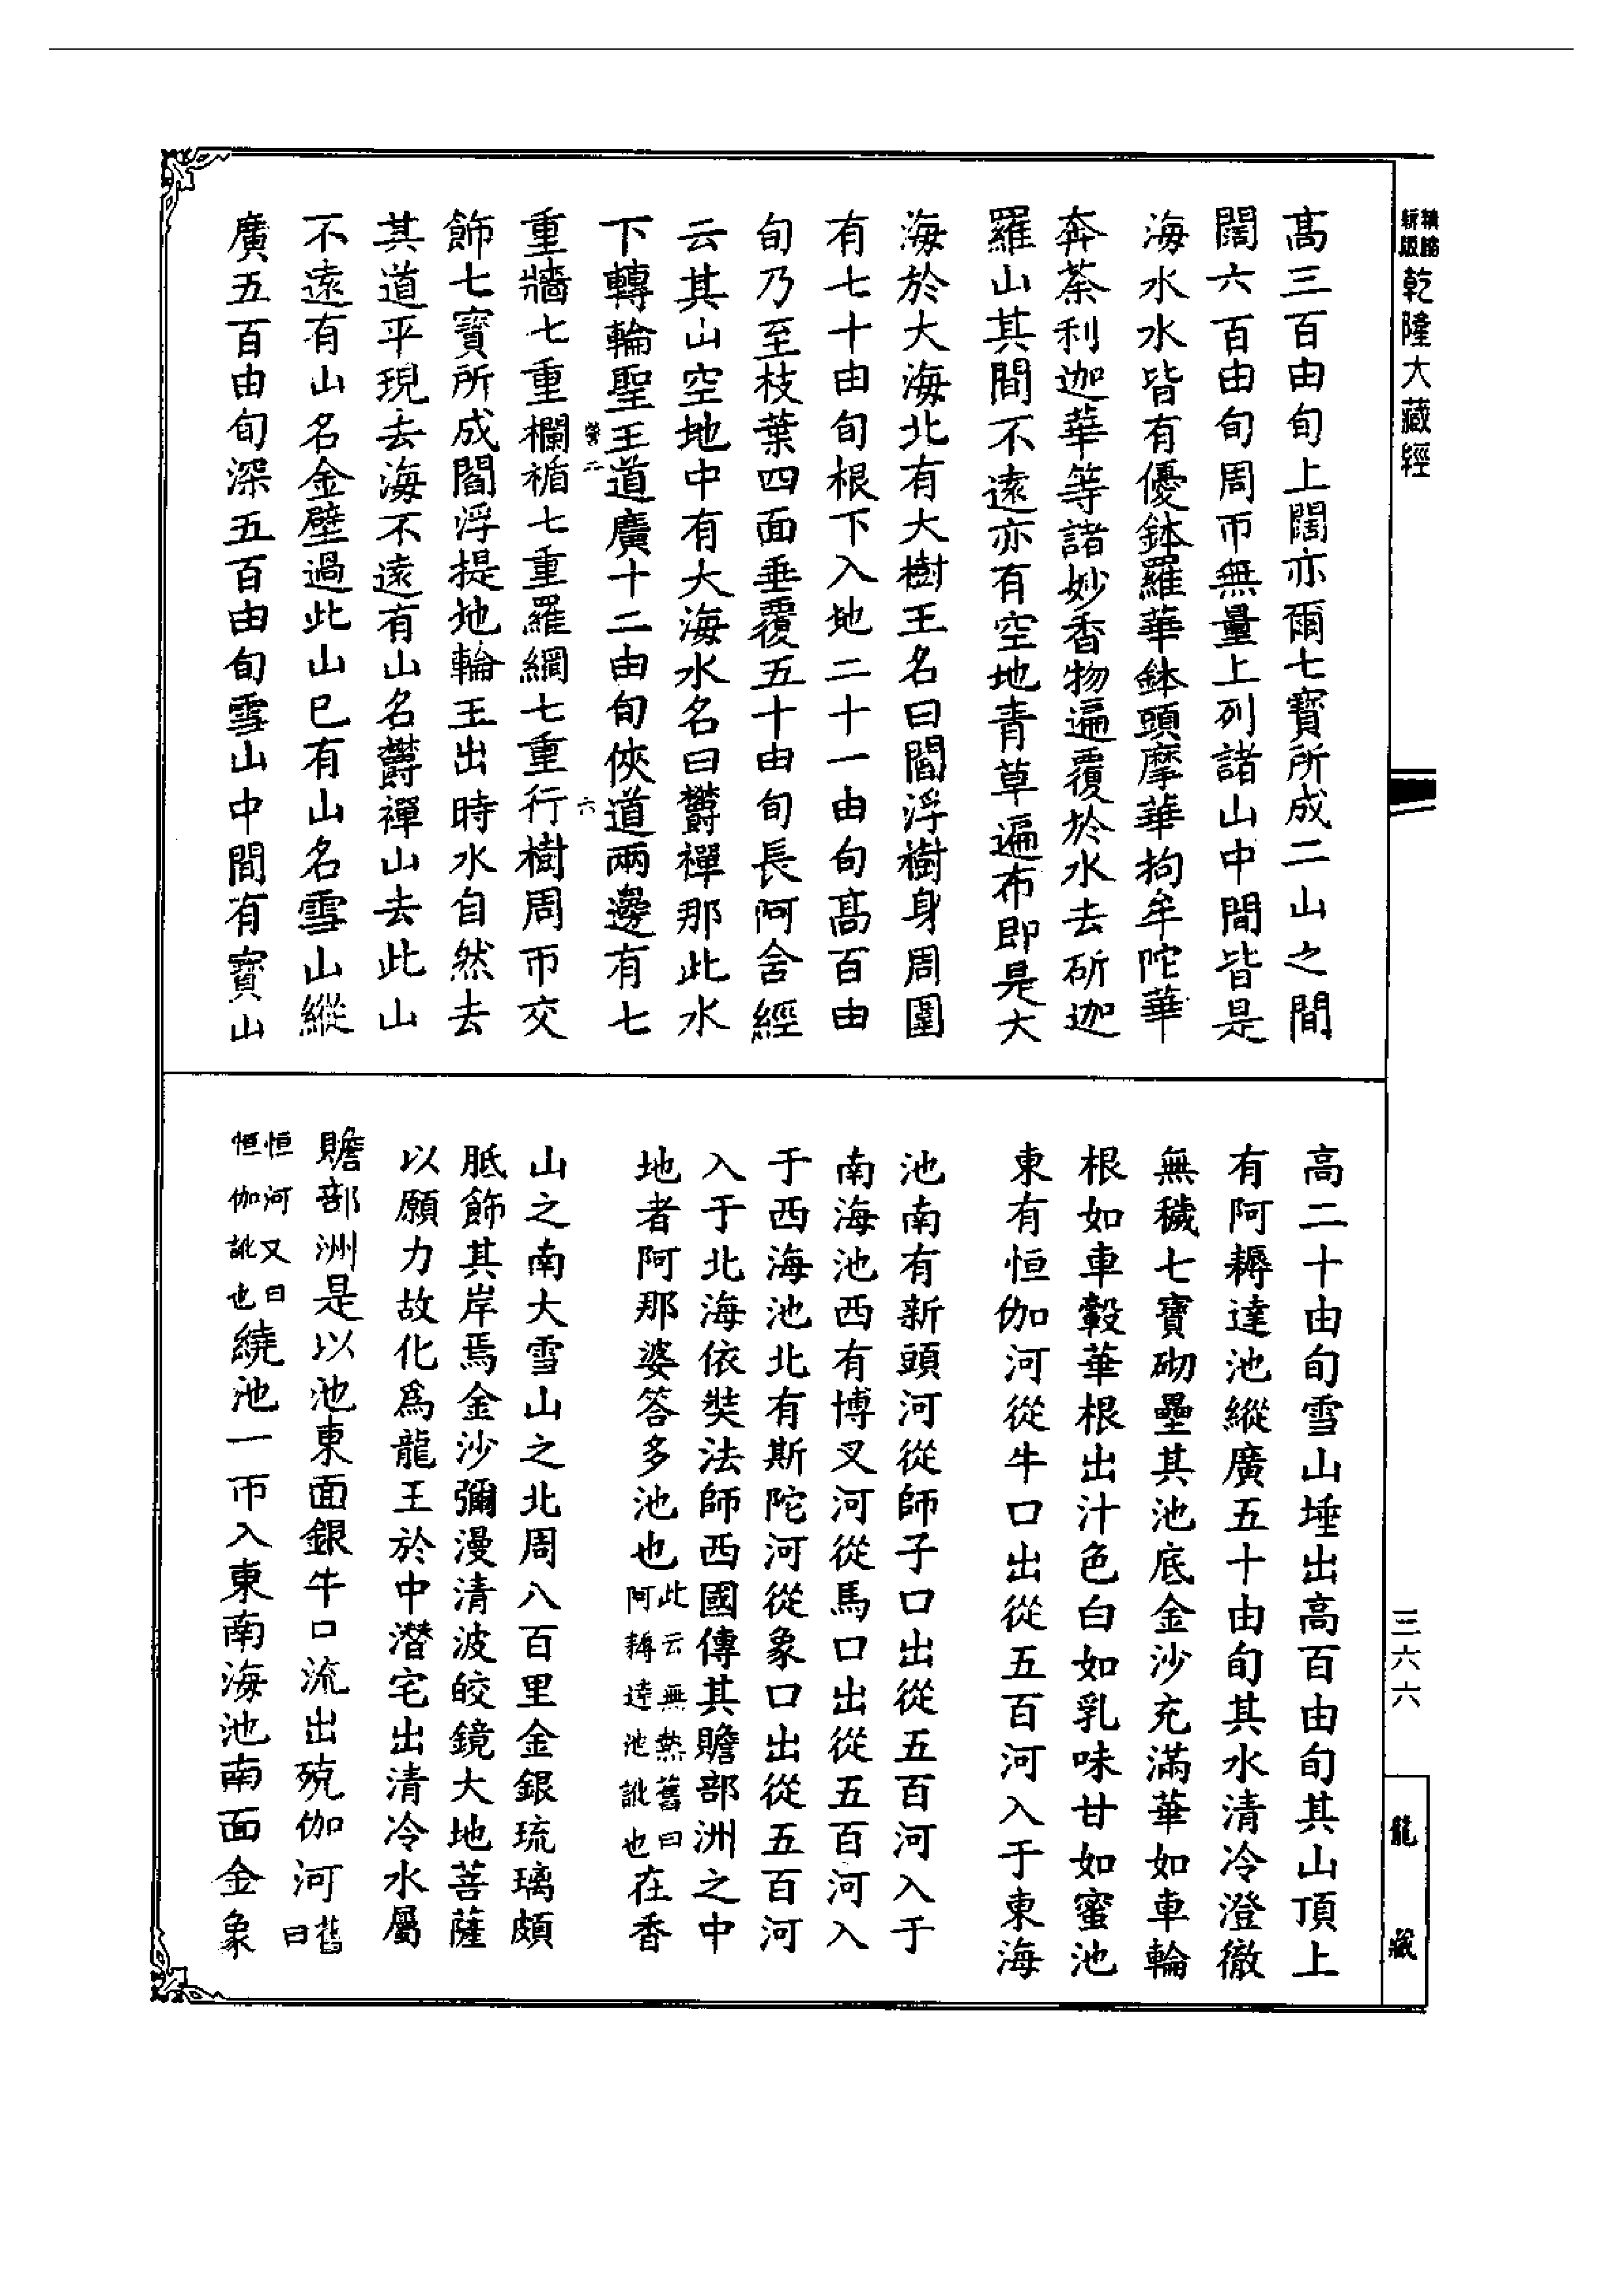 乾隆大藏經
高三百由旬上闊亦爾七寶所成二山之間
闊六百由旬周帀無量上列諸山中間皆是
海水水皆有優鉢羅華鉢頭摩華拘牟陀華
奔茶利迦華等諸妙香物遍覆於水去斫迦
羅山其間不遠亦有空地青草遍布即是大
海於大海北有大樹王名曰閻浮樹身周圍
有七十由旬根下入地二十一由旬高百由
旬乃至枝葉四面垂覆五十由旬長阿舍經
云其山空地中有大海水名曰欝禪那此水
下轉輪聖王道廣十二由旬俠道兩邊有七
二 六
重牆七重欄楯七重羅網七重行樹周帀交
飾七寶所成閻浮提地輪王出時水自然去
其道平現去海不遠有山名欝禪山去此山
不遠有山名金壁過此山已有山名雪山縱
廣五百由旬深五百由旬雪山中間有寶山
高二十由旬雪山埵出高百由旬其山頂上
有阿耨達池縱廣五十由旬其水清冷澄徹
無穢七寶砌壘其池底金沙充滿華如車輪
根如車轂華根出汁色白如乳味甘如蜜池
東有恒伽河從牛口出從五百河入于東海
池南有新頭河從師子口出從五百河入于
南海池西有博叉河從馬口出從五百河入
于西海池北有斯陀河從象口出從五百河
入于北海依奘法師西國傳其贍部洲之中
地者阿那婆答多池也此云無熱舊曰阿耨達池訛也在香
山之南大雪山之北周八百里金銀琉璃頗
胝飾其岸焉金沙彌漫清波皎鏡大地菩薩
以願力故化為龍王於中潛宅出清冷水屬
贍部洲是以池東面銀牛口流出殑伽河舊曰
恒河又曰恒伽訛也繞池一帀入東南海池南面金象
三六六
龍藏